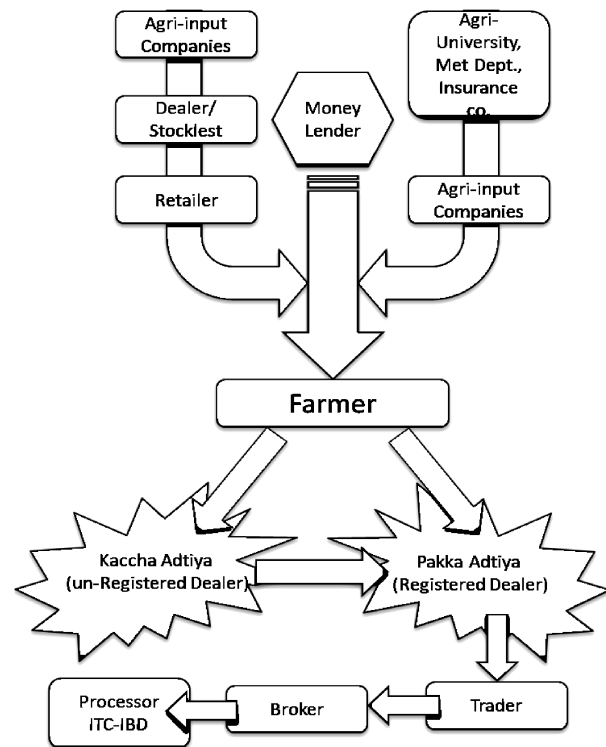 Agri-input
Companies
Dealer/
Stocklest
Retailer
Money
Lender
Agri-
University,
Met Dept.,
Insurance
co.
Agri-input
Companies
Farmer
Kaccha Adtiya
(un-Registered Dealer)
Pakka Adtiya
(Registered Dealer)
Processor
ITC-IBD
Broker
Trader